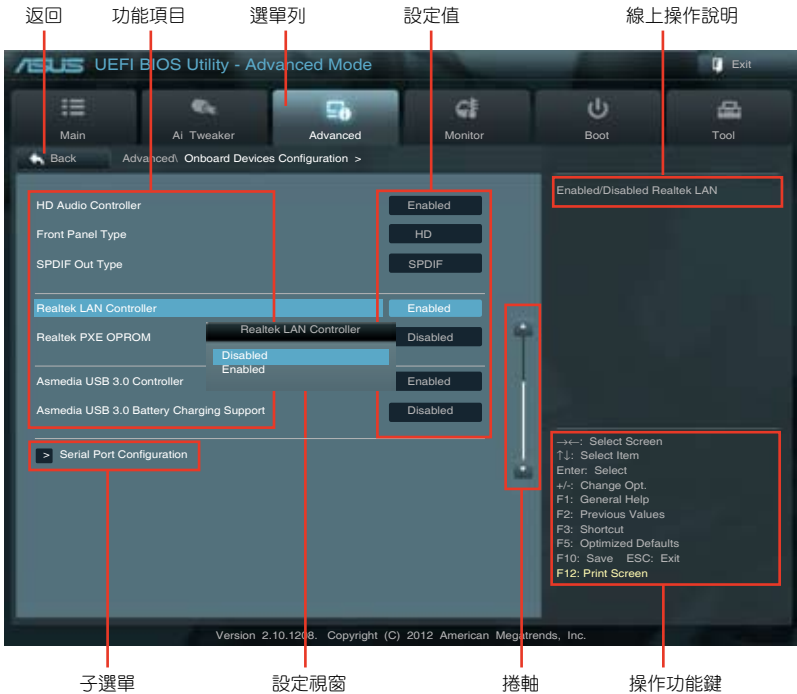 返回 功能項目 選單列 設定值 線上操作說明
ASUS UEFI BIOS Utility - Advanced Mode Exit
Main Ai Tweaker Advanced Monitor Boot Tool
Back Advanced\ Onboard Devices Configuration >
Enabled/Disabled Realtek LAN
HD Audio Controller Enabled
Front Panel Type HD
SPDIF Out Type SPDIF
Realtek LAN Controller Enabled
Realtek PXE OPROM Disabled
Realtek LAN Controller
Disabled
Enabled
Asmedia USB 3.0 Controller Enabled
Asmedia USB 3.0 Battery Charging Support Disabled
> Serial Port Configuration
→←: Select Screen
↑↓: Select Item
Enter: Select
+/-: Change Opt.
F1: General Help
F2: Previous Values
F3: Shortcut
F5: Optimized Defaults
F10: Save ESC: Exit
F12: Print Screen
Version 2.10.1208. Copyright (C) 2012 American Megatrends, Inc.
子選單 設定視窗 捲軸 操作功能鍵